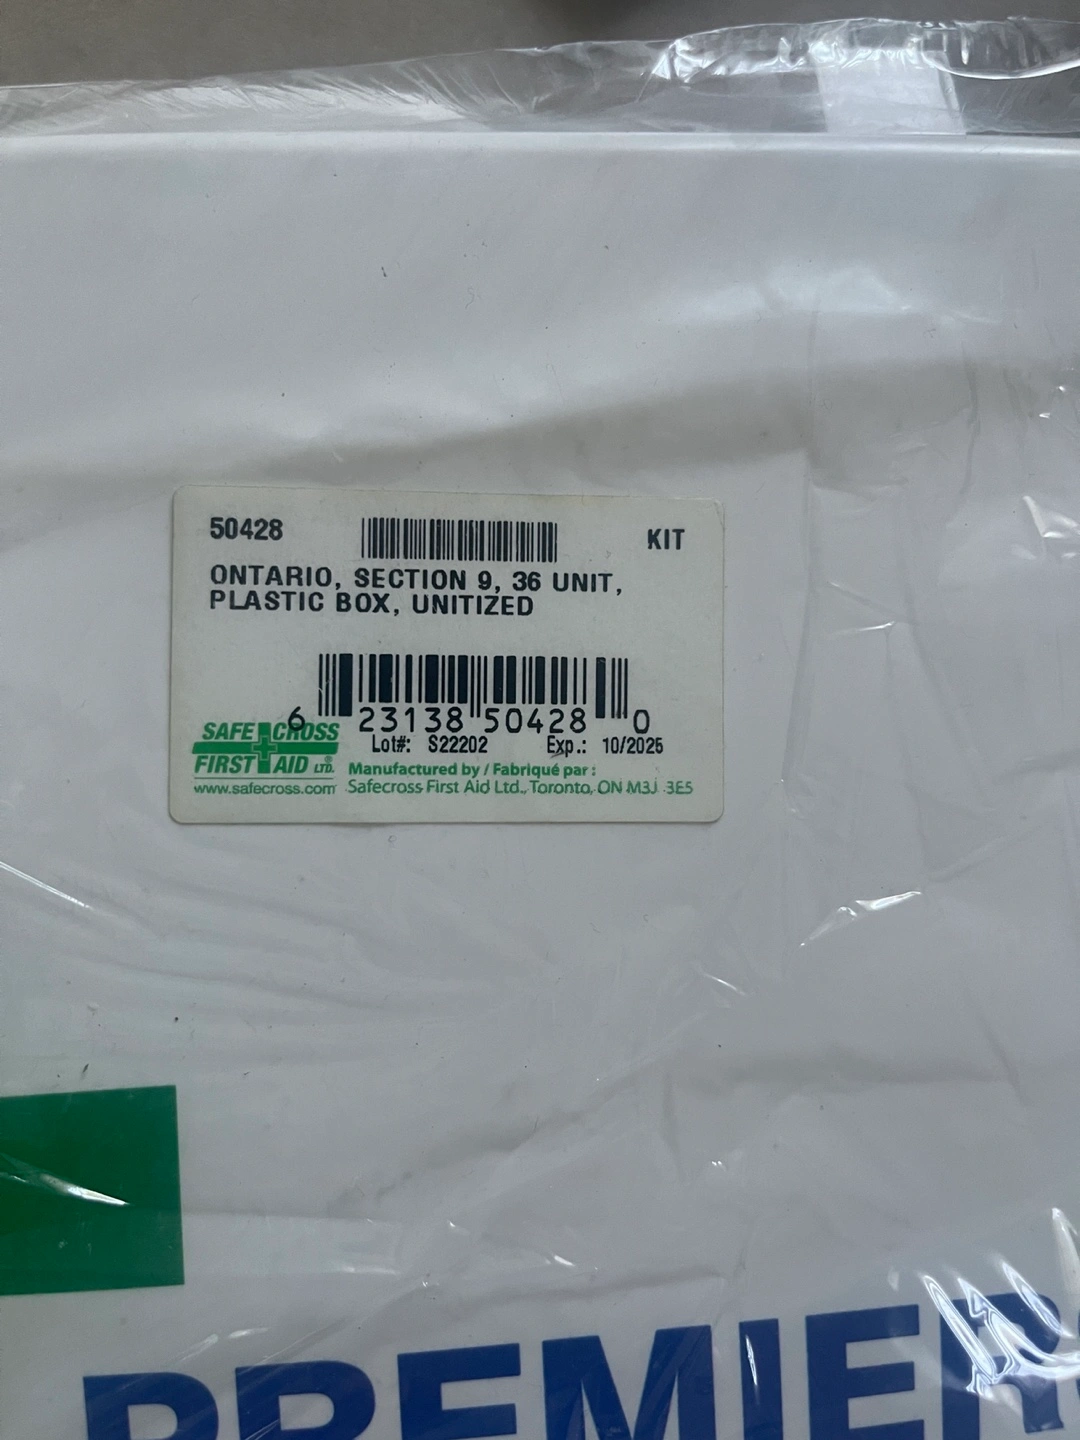 50428
KIT
ONTARIO, SECTION 9, 36 UNIT,
PLASTIC BOX, UNITIZED
6 23138 50428 0
SAFE CROSS
FIRST AID LTD.
www.safecross.com
Lot#: S22202 Exp.: 10/2025
Manufactured by / Fabriqué par :
Safecross First Aid Ltd., Toronto, ON M3J 3E5
PREMIERS